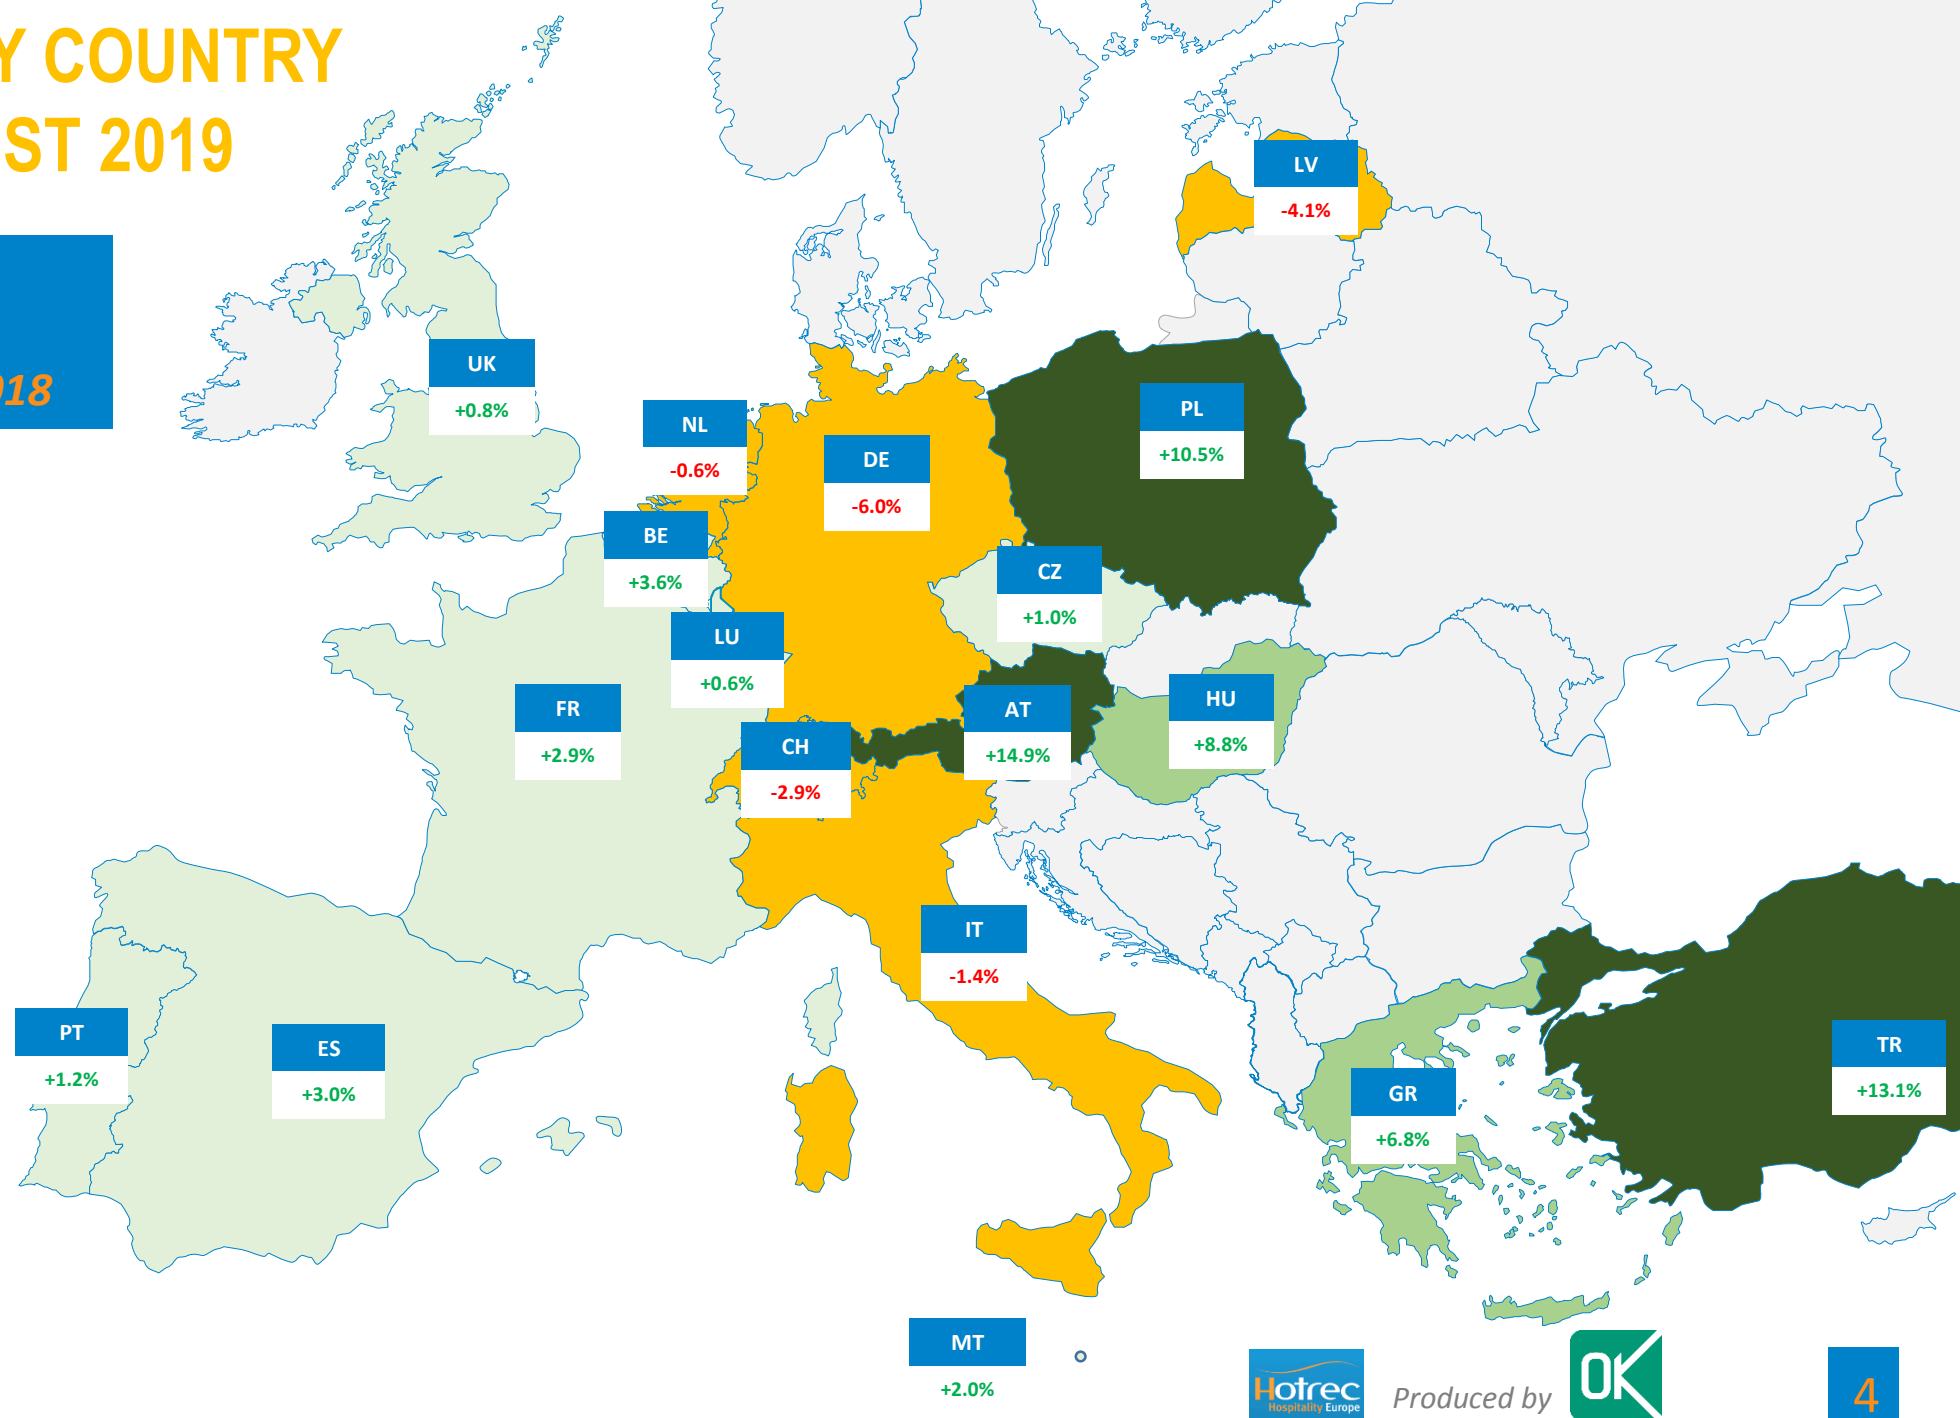 Y COUNTRY
ST 2019
018
LV
-4.1%
UK
+0.8%
NL
-0.6%
DE
-6.0%
PL
+10.5%
BE
+3.6%
CZ
+1.0%
LU
+0.6%
FR
+2.9%
CH
-2.9%
AT
+14.9%
HU
+8.8%
IT
-1.4%
PT
+1.2%
ES
+3.0%
TR
+13.1%
GR
+6.8%
MT
+2.0%
Hotrec
Hospitality Europe
Produced by
OK
4